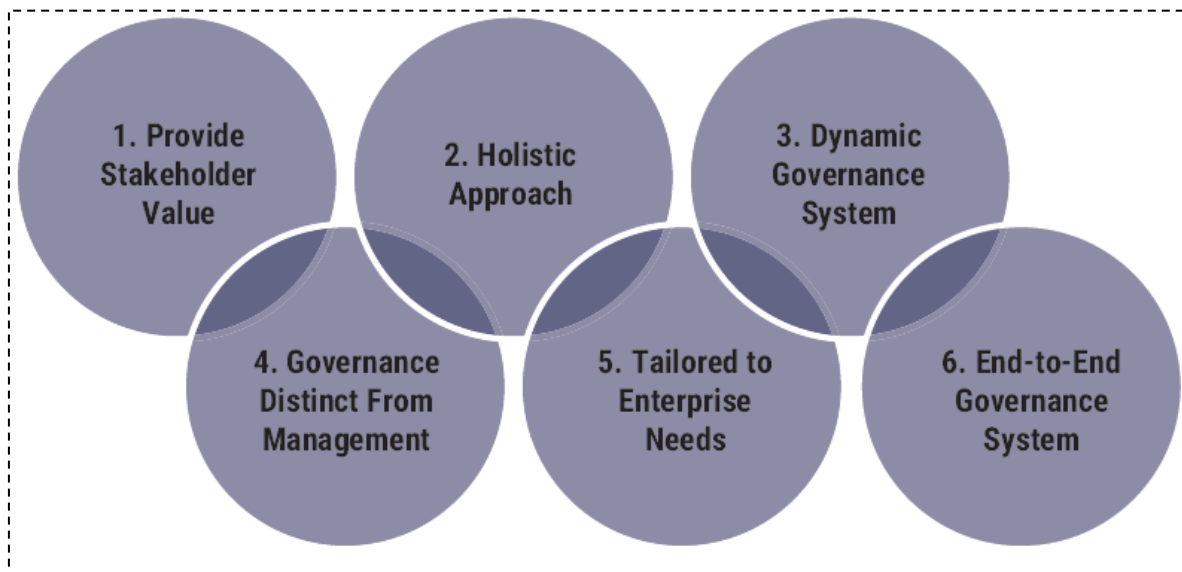 1. Provide
Stakeholder
Value
2. Holistic
Approach
3. Dynamic
Governance
System
4. Governance
Distinct From
Management
5. Tailored to
Enterprise
Needs
6. End-to-End
Governance
System